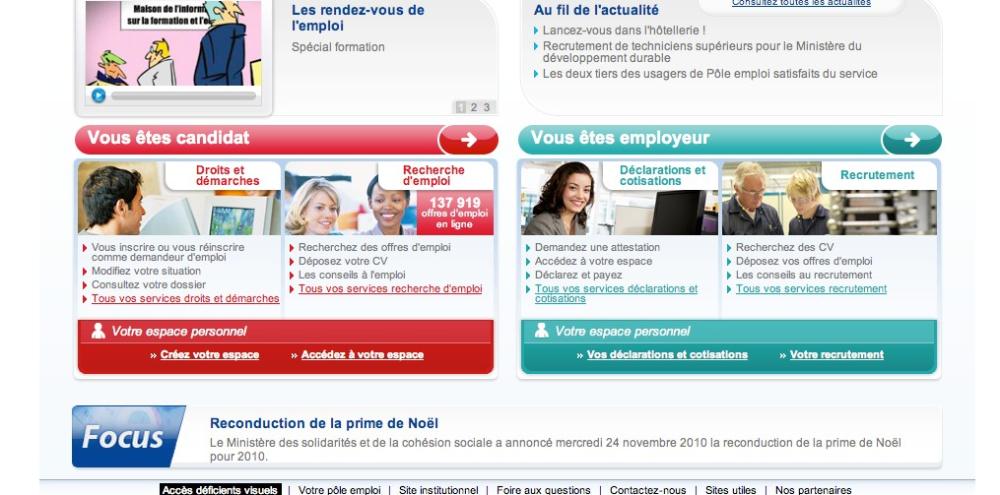 Maison de l'inform
sur la formation et l'e
Les rendez-vous de
l'emploi
Spécial formation
1 2 3
Consultez toutes les actualités
Au fil de l'actualité
Lancez-vous dans l'hôtellerie !
Recrutement de techniciens supérieurs pour le Ministère du
développement durable
Les deux tiers des usagers de Pôle emploi satisfaits du service
Vous êtes candidat
Droits et
démarches
Vous inscrire ou vous réinscrire
comme demandeur d'emploi
Modifiez votre situation
Consultez votre dossier
Tous vos services droits et démarches
Recherche
d'emploi
137 919
offres d'emploi
en ligne
Recherchez des offres d'emploi
Déposez votre CV
Les conseils à l'emploi
Tous vos services recherche d'emploi
Votre espace personnel
» Créez votre espace
» Accédez à votre espace
Vous êtes employeur
Déclarations et
cotisations
Demandez une attestation
Accédez à votre espace
Déclarez et payez
Tous vos services déclarations et
cotisations
Recrutement
Recherchez des CV
Déposez vos offres d'emploi
Les conseils au recrutement
Tous vos services recrutement
Votre espace personnel
» Vos déclarations et cotisations
» Votre recrutement
Focus
Reconduction de la prime de Noël
Le Ministère des solidarités et de la cohésion sociale a annoncé mercredi 24 novembre 2010 la reconduction de la prime de Noël
pour 2010.
Accès déficients visuels | Votre pôle emploi | Site institutionnel | Foire aux questions | Contactez-nous | Sites utiles | Nos partenaires